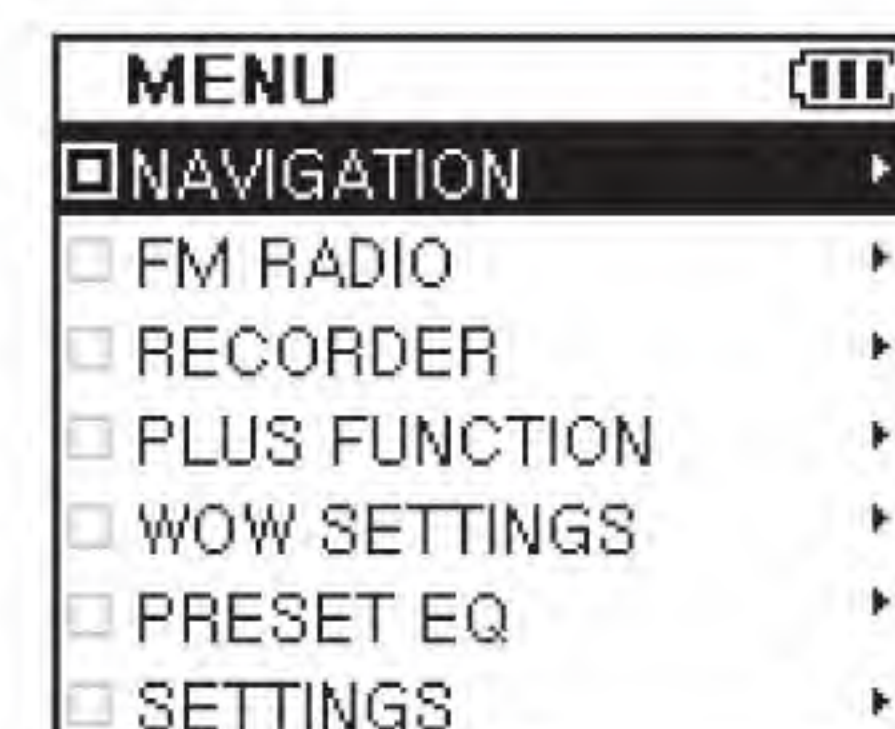 MENU
NAVIGATION
FM RADIO
RECORDER
PLUS FUNCTION
WOW SETTINGS
PRESET EQ
SETTINGS